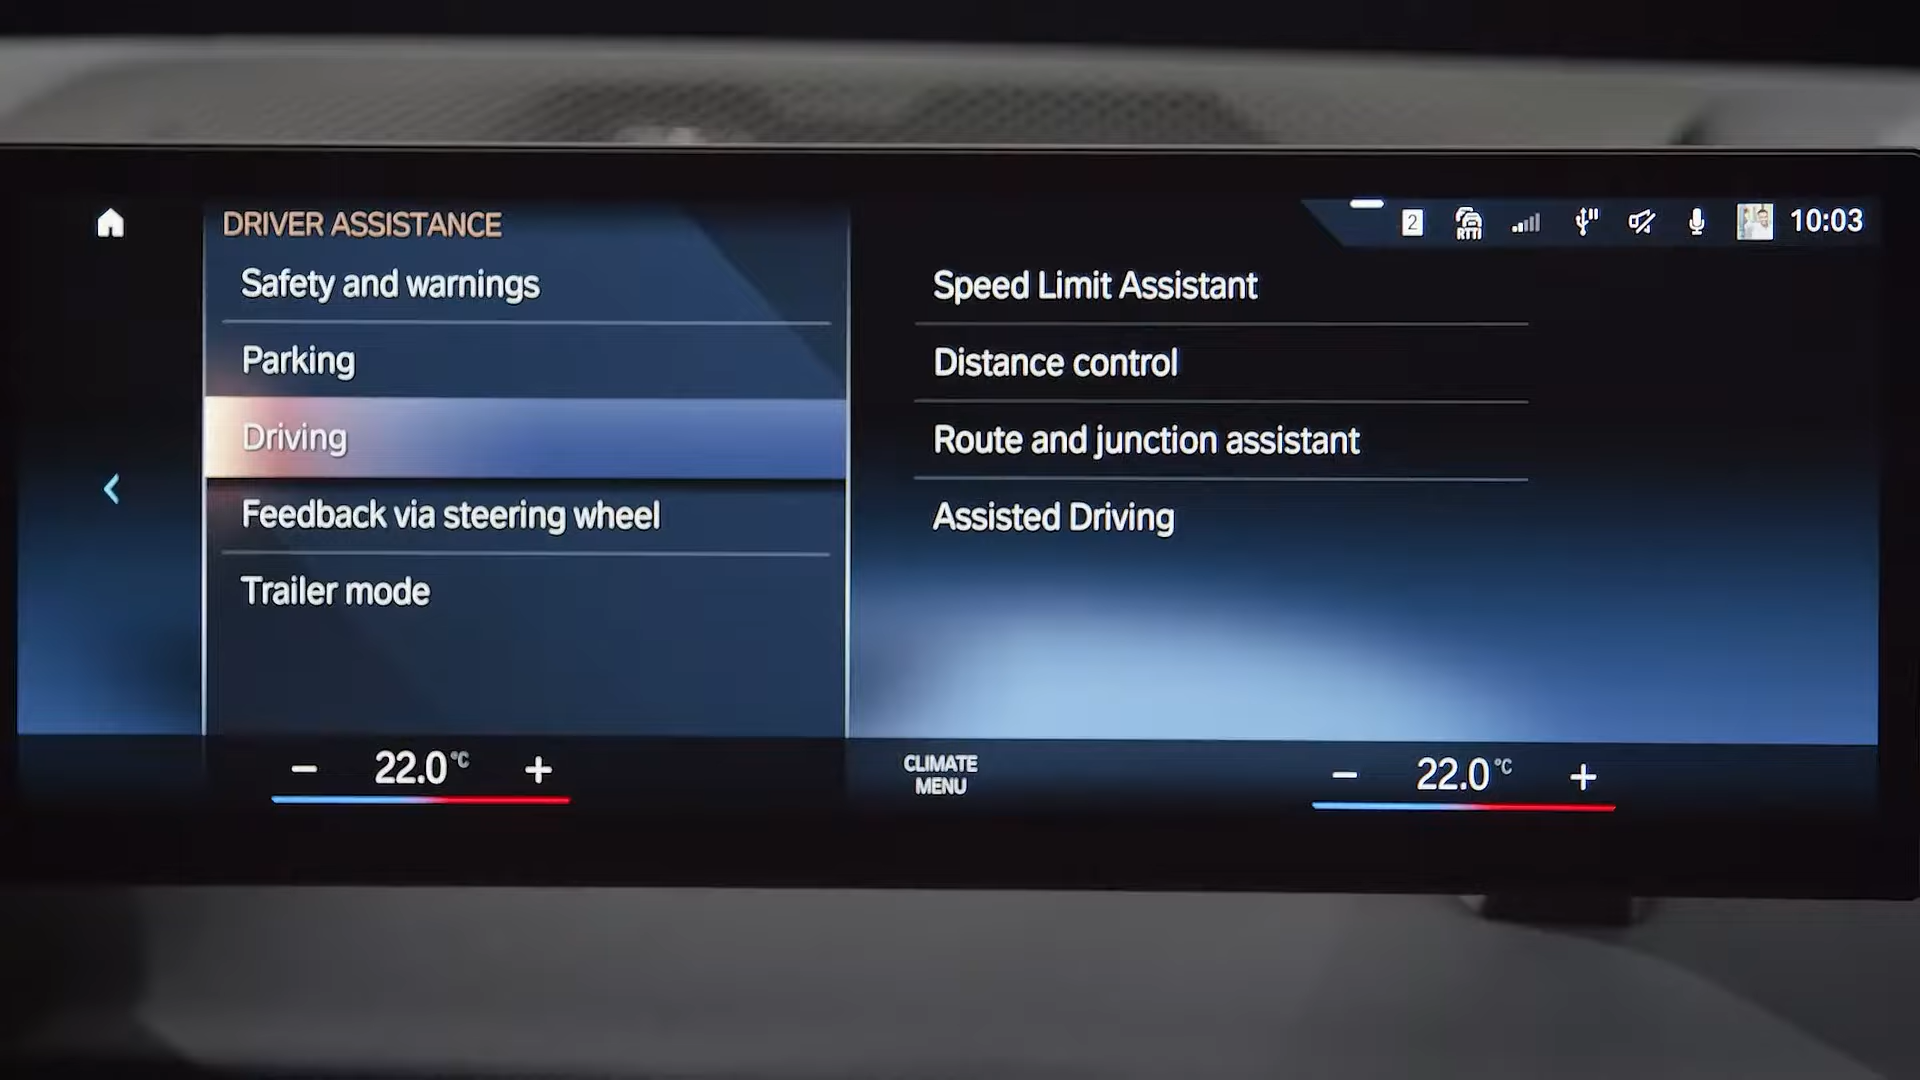 DRIVER ASSISTANCE
2
RTTI
10:03
Safety and warnings
Parking
Driving
Feedback via steering wheel
Trailer mode
Speed Limit Assistant
Distance control
Route and junction assistant
Assisted Driving
− 22.0 °C +
CLIMATE
MENU
− 22.0 °C +